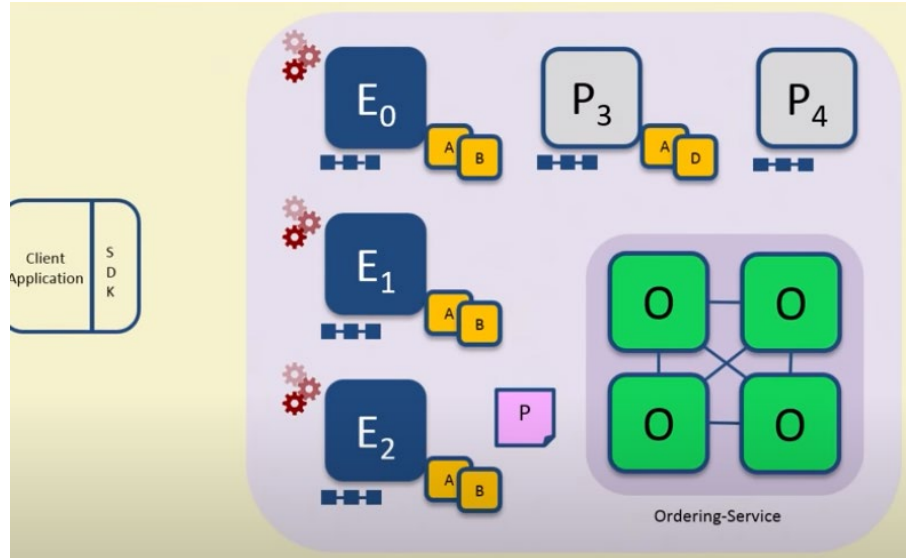 E0
A
B
P3
A
D
P4
Client
Application
S
D
K
E1
A
B
E2
A
B
P
O
O
O
O
Ordering-Service